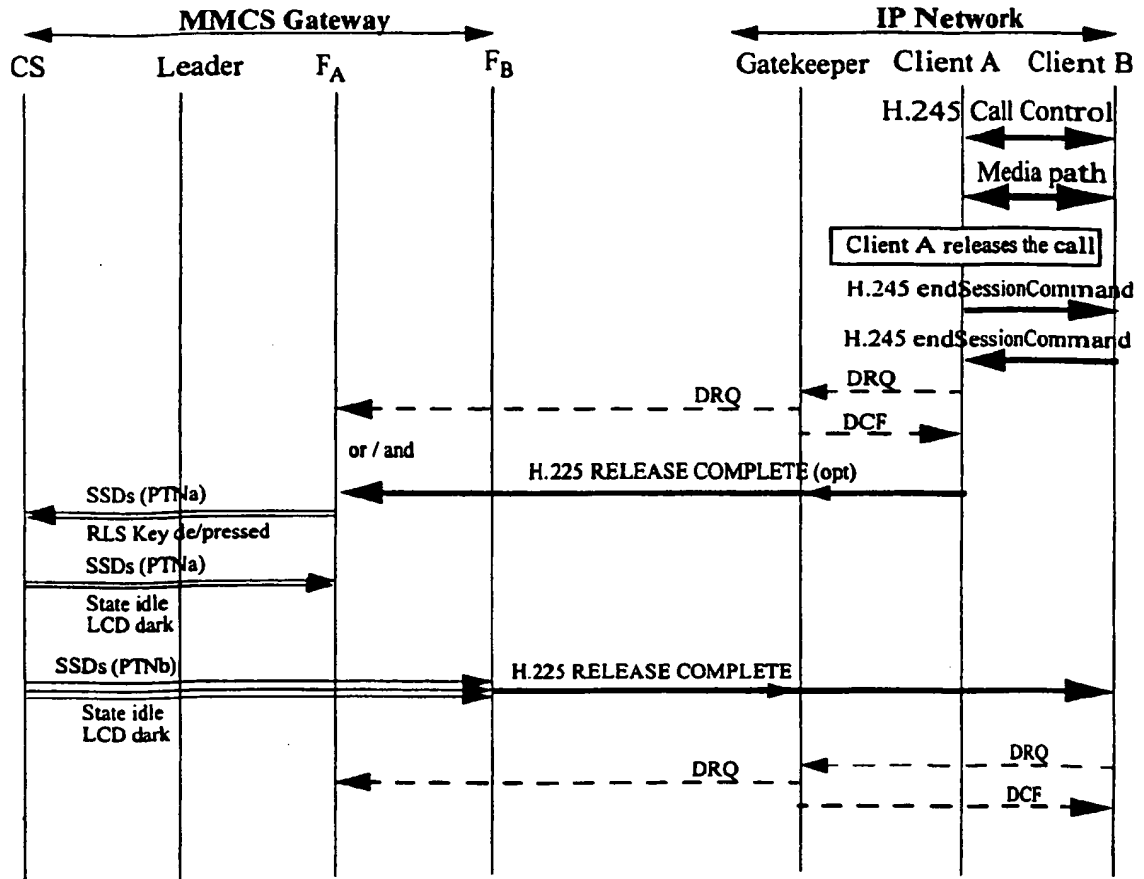 MMCS Gateway
IP Network
CS Leader FA FB Gatekeeper Client A Client B
H.245 Call Control
Media path
Client A releases the call
H.245 endSessionCommand
H.245 endSessionCommand
DRQ
DRQ
DCF
or / and
H.225 RELEASE COMPLETE (opt)
SSDs (PTNa)
RLS Key de/pressed
SSDs (PTNa)
State idle
LCD dark
SSDs (PTNb)
H.225 RELEASE COMPLETE
State idle
LCD dark
DRQ
DRQ
DCF